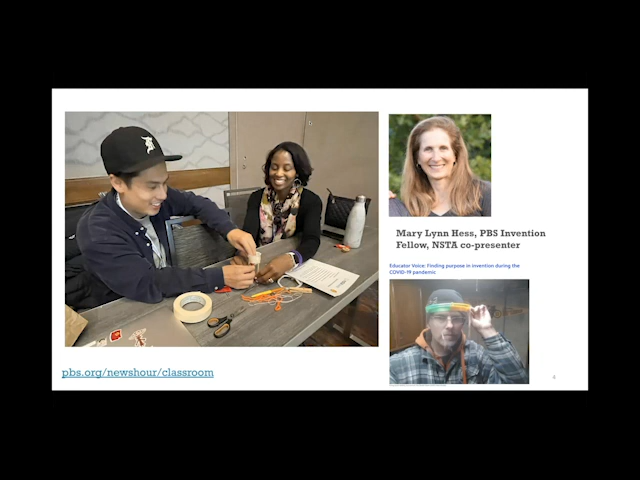 Mary Lynn Hess, PBS Invention
Fellow, NSTA co-presenter
Educator Voice: Finding purpose in invention during the
COVID-19 pandemic
pbs.org/newshour/classroom
4